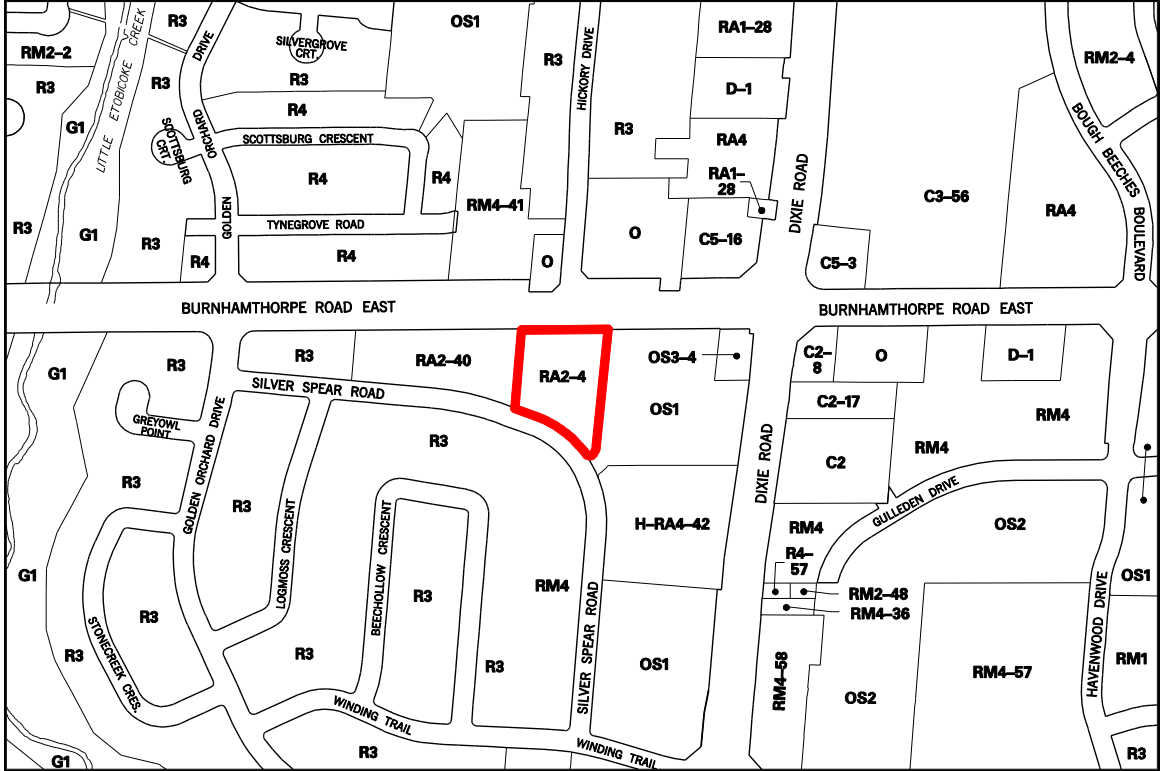 R3
OS1
RA1–28
RM2–2
DRIVE
SILVERGROVE
CRT.
R3
HICKORY DRIVE
RM2–4
R3
LITTLE ETOBICOKE CREEK
R3
R3
D–1
G1
R4
SCOTTSBURG
CRT.
ORCHARD
SCOTTSBURG CRESCENT
R3
RA4
BOUGH BEECHES
BOULEVARD
R4
R4
RA1–
28
DIXIE ROAD
RM4–41
C3–56
RA4
R3
G1
R3
GOLDEN
TYNEGROVE ROAD
O
C5–16
R4
R4
O
C5–3
BURNHAMTHORPE ROAD EAST
BURNHAMTHORPE ROAD EAST
G1
R3
R3
RA2–40
RA2–4
OS3–4
C2–
8
O
D–1
SILVER SPEAR ROAD
GREYOWL
POINT
GOLDEN ORCHARD DRIVE
OS1
C2–17
RM4
R3
RM4
R3
R3
DIXIE ROAD
C2
GULLEDEN DRIVE
LOGMOSS CRESCENT
BEECHOLLOW CRESCENT
H–RA4–42
RM4
OS2
R4–
57
G1
R3
R3
RM4
SILVER SPEAR ROAD
RM2–48
RM4–36
OS1
HAVENWOOD DRIVE
STONECREEK CRES.
R3
R3
R3
OS1
RM4–58
OS2
RM4–57
RM1
WINDING TRAIL
WINDING TRAIL
G1
R3
R3